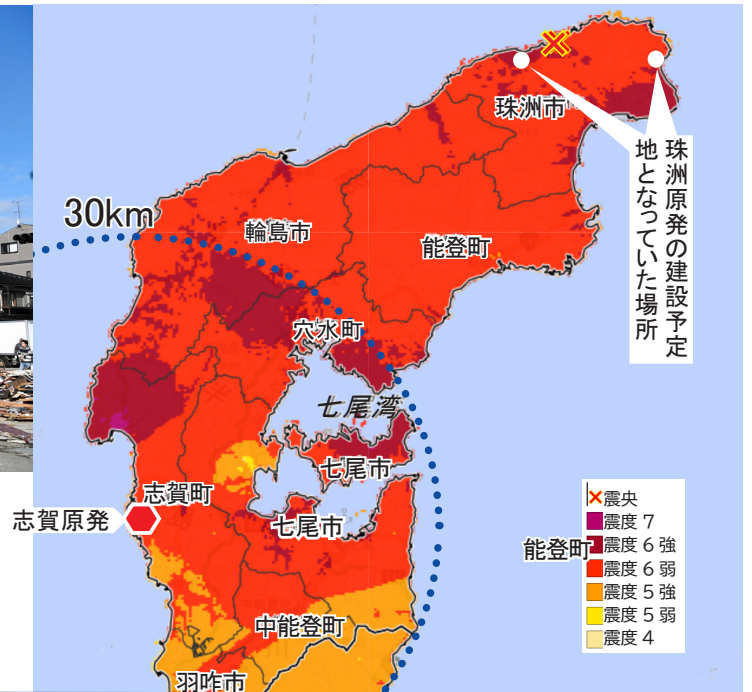 珠洲市
珠洲原発の建設予定
地となっていた場所
30km
輪島市
能登町
穴水町
七尾湾
七尾市
志賀町
志賀原発
七尾市
能登町
震央
震度７
震度６強
震度６弱
震度５強
震度５弱
震度４
中能登町
羽咋市